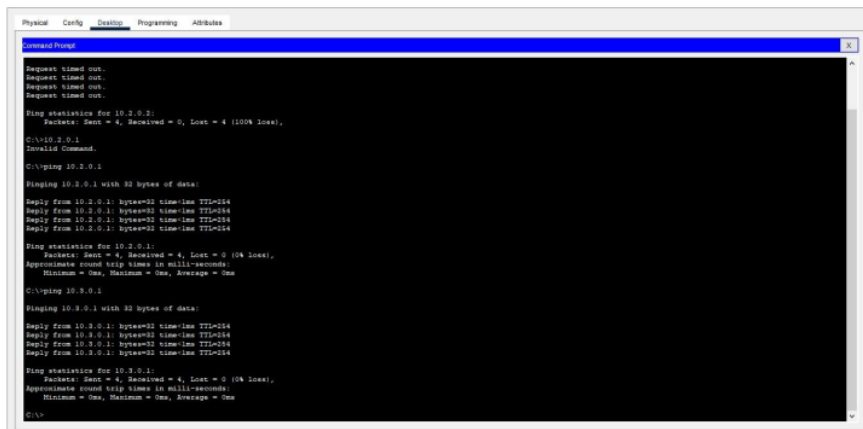 Physical Config Desktop Programming Attributes
Command Prompt X
Request timed out.
Request timed out.
Request timed out.
Request timed out.
Ping statistics for 10.2.0.2:
Packets: Sent = 4, Received = 0, Lost = 4 (100% loss),
C:\>10.2.0.1
Invalid Command.
C:\>ping 10.2.0.1
Pinging 10.2.0.1 with 32 bytes of data:
Reply from 10.2.0.1: bytes=32 time<1ms TTL=254
Reply from 10.2.0.1: bytes=32 time<1ms TTL=254
Reply from 10.2.0.1: bytes=32 time<1ms TTL=254
Reply from 10.2.0.1: bytes=32 time<1ms TTL=254
Ping statistics for 10.2.0.1:
Packets: Sent = 4, Received = 4, Lost = 0 (0% loss),
Approximate round trip times in milli-seconds:
Minimum = 0ms, Maximum = 0ms, Average = 0ms
C:\>ping 10.3.0.1
Pinging 10.3.0.1 with 32 bytes of data:
Reply from 10.3.0.1: bytes=32 time<1ms TTL=254
Reply from 10.3.0.1: bytes=32 time<1ms TTL=254
Reply from 10.3.0.1: bytes=32 time<1ms TTL=254
Reply from 10.3.0.1: bytes=32 time<1ms TTL=254
Ping statistics for 10.3.0.1:
Packets: Sent = 4, Received = 4, Lost = 0 (0% loss),
Approximate round trip times in milli-seconds:
Minimum = 0ms, Maximum = 0ms, Average = 0ms
C:\>